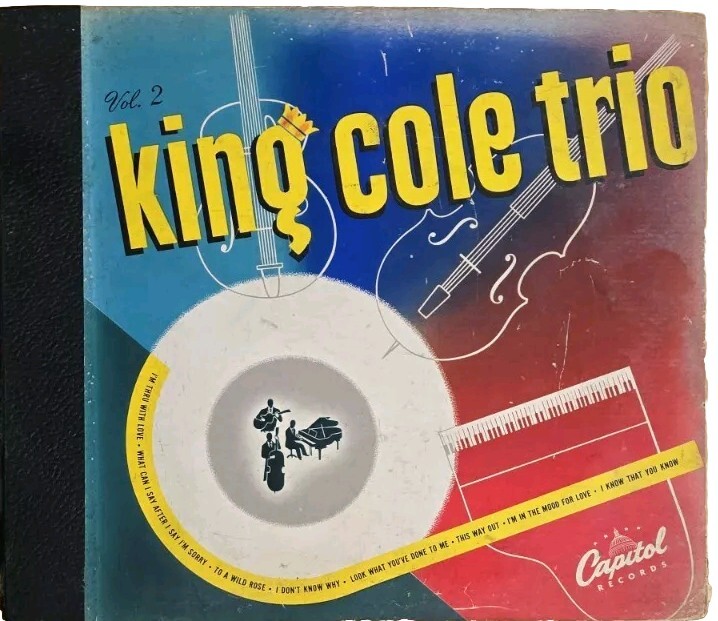 Vol. 2
king cole trio
I'M THRU WITH LOVE • WHAT CAN I SAY AFTER I SAY I'M SORRY • TO A WILD ROSE • I DON'T KNOW WHY • LOOK WHAT YOU'VE DONE TO ME • THIS WAY OUT • I'M IN THE MOOD FOR LOVE • I KNOW THAT YOU KNOW
Capitol
RECORDS